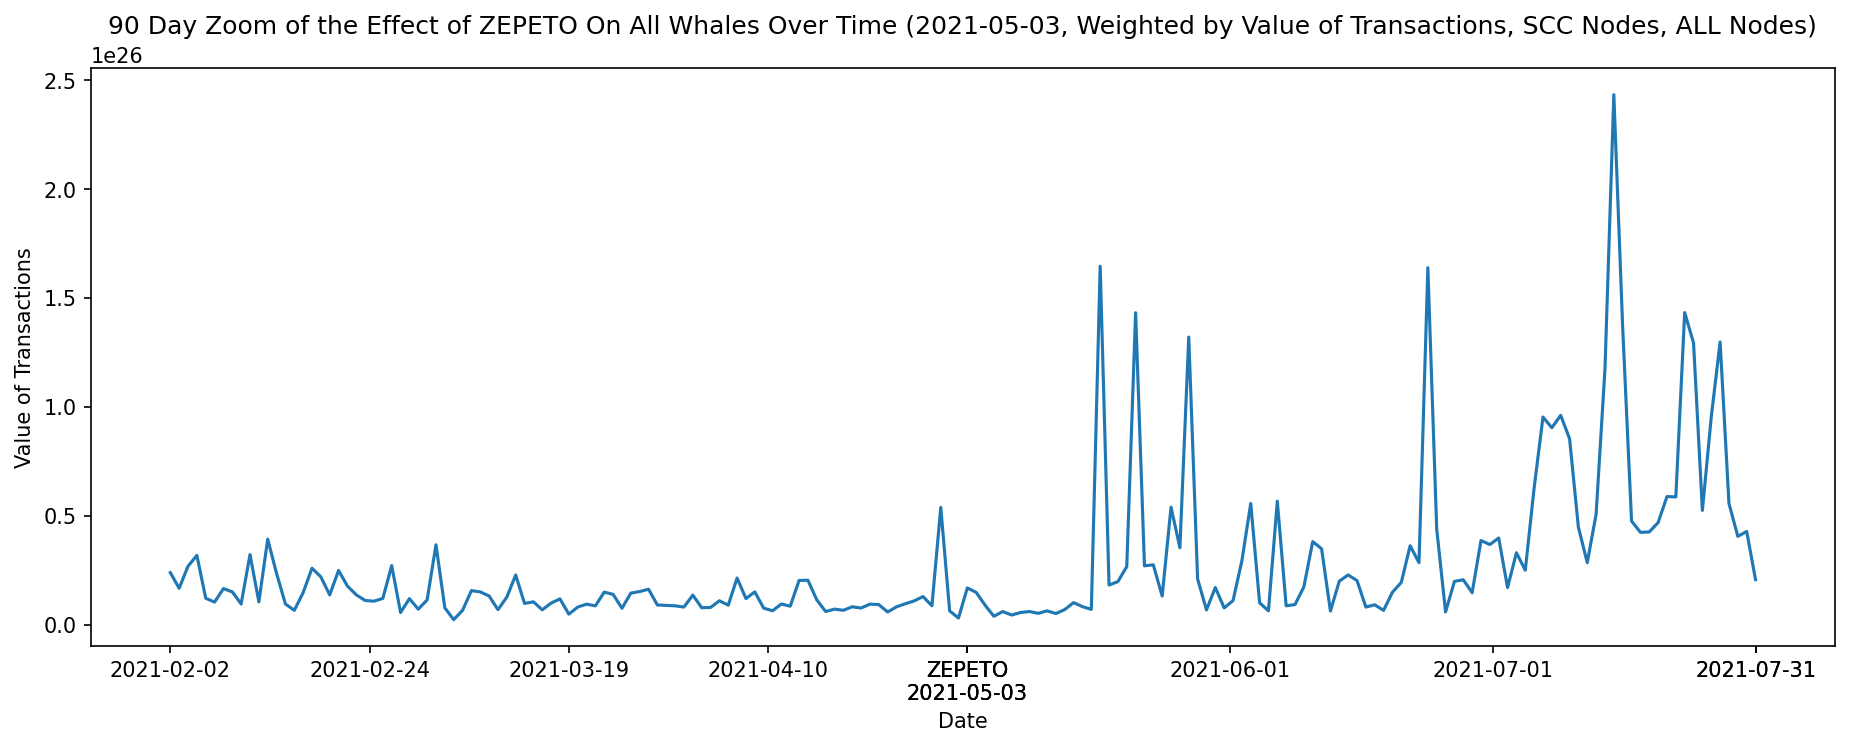 90 Day Zoom of the Effect of ZEPETO On All Whales Over Time (2021-05-03, Weighted by Value of Transactions, SCC Nodes, ALL Nodes)
1e26
2.5
2.0
1.5
1.0
0.5
0.0
Value of Transactions
2021-02-02 2021-02-24 2021-03-19 2021-04-10 ZEPETO 2021-06-01 2021-07-01 2021-07-31
2021-05-03
Date